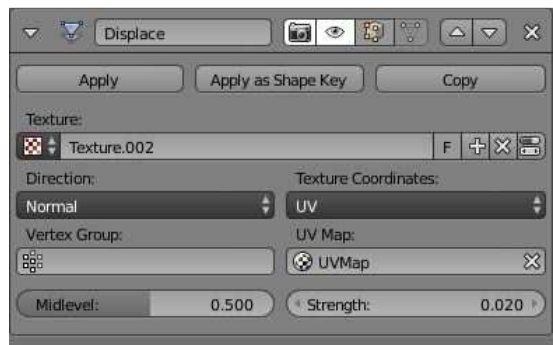 Displace
Apply Apply as Shape Key Copy
Texture:
Texture.002 F
Direction: Texture Coordinates:
Normal UV
Vertex Group: UV Map:
UVMap
Midlevel: 0.500 Strength: 0.020